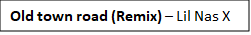 Old town road (Remix) – Lil Nas X